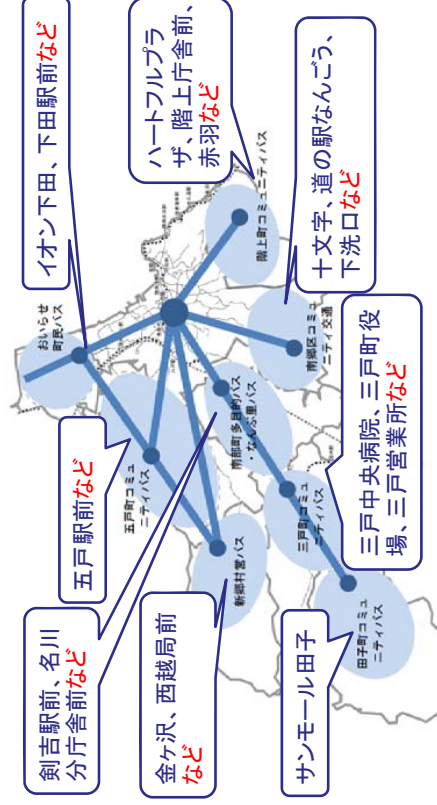 イオン下田、下田駅前など
ハートフルプラ
ザ、階上庁舎前、
赤羽など
十文字、道の駅なんごう、
下洗口など
三戸中央病院、三戸町役
場、三戸営業所など
サンモール田子
金ヶ沢、西越局前
など
剣吉駅前、名川
分庁舎前など
五戸駅前など
おいらせ
町民バス
五戸町コミュ
ニティバス
階上町コミュニティバス
南郷区コミュ
ニティ交通
南部町多目的バス
・なんぶ里バス
新郷村営バス
三戸町コミュ
ニティバス
田子町コミュ
ニティバス